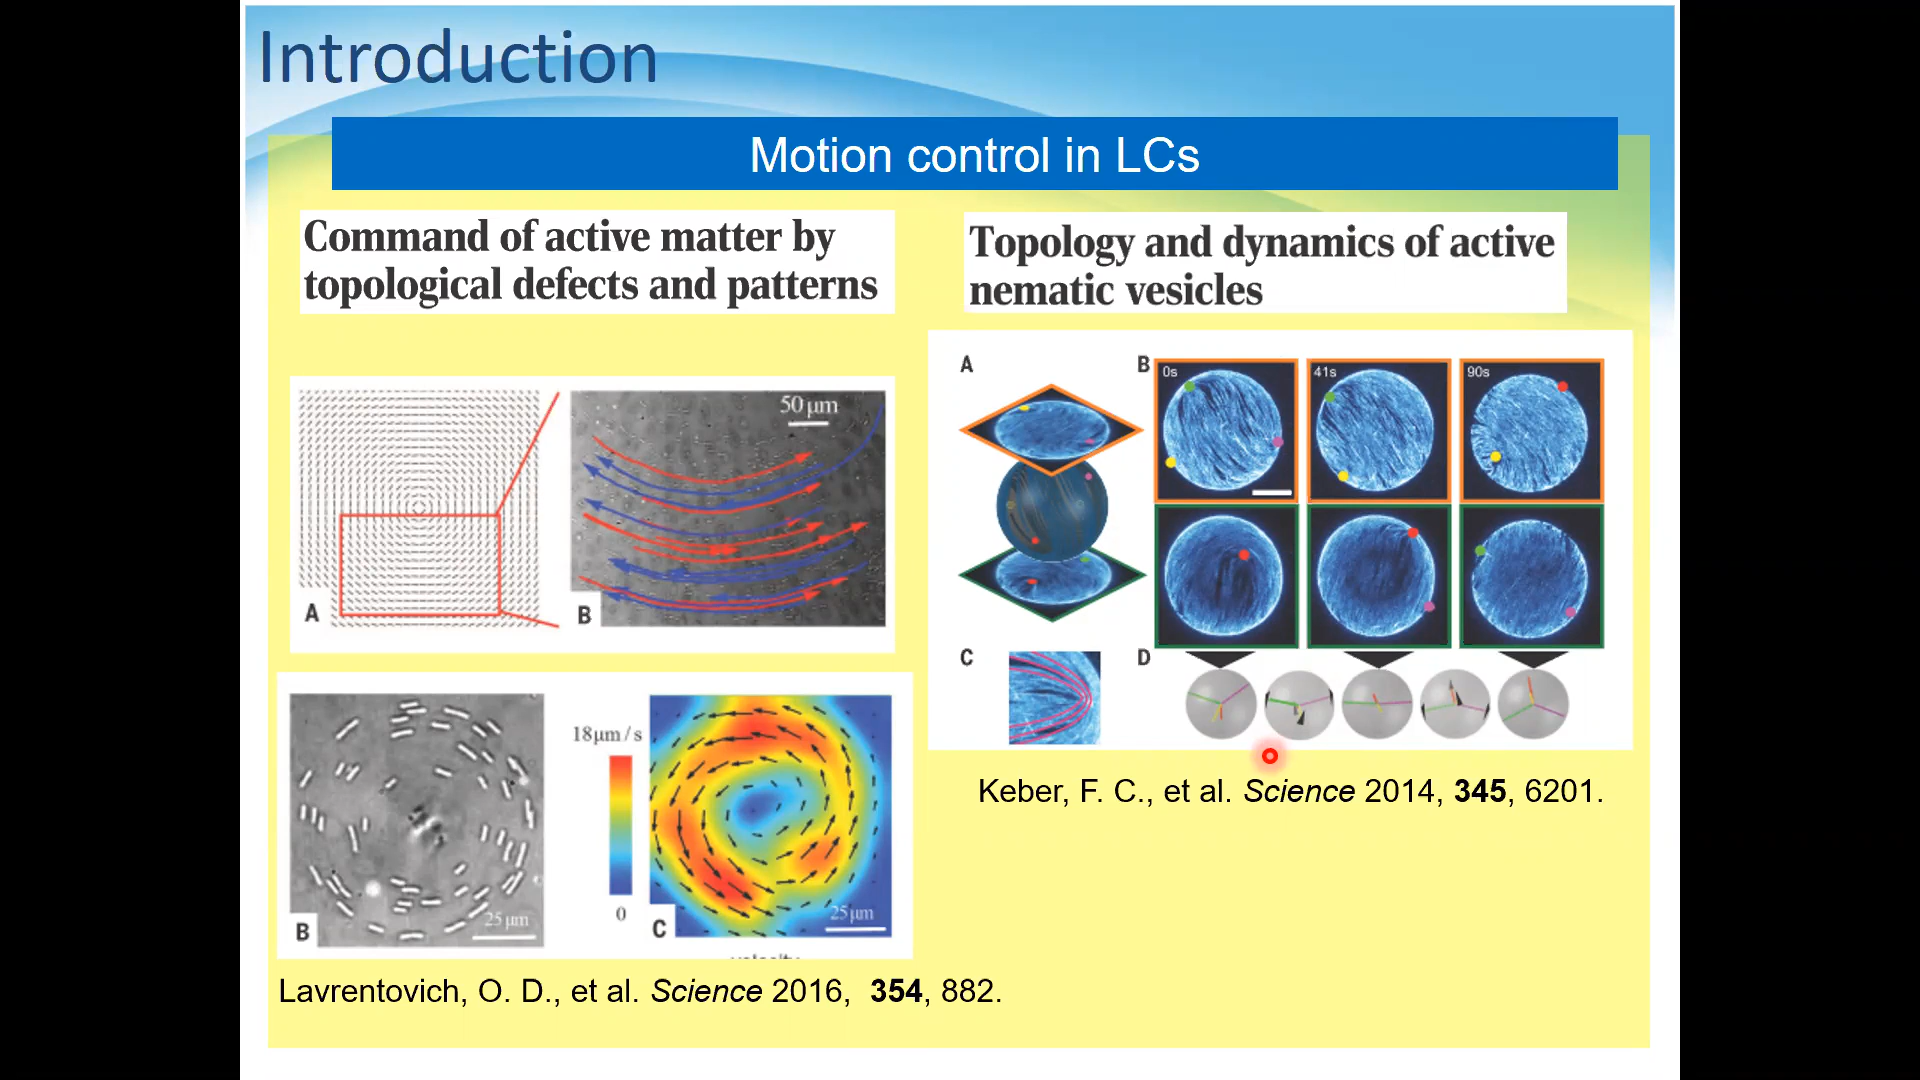 Introduction
Motion control in LCs
Command of active matter by
topological defects and patterns
A
50 μm
B
B
25 μm
18μm / s
0
C
25 μm
Lavrentovich, O. D., et al. Science 2016, 354, 882.
Topology and dynamics of active
nematic vesicles
A
B
0s
41s
90s
C
D
Keber, F. C., et al. Science 2014, 345, 6201.